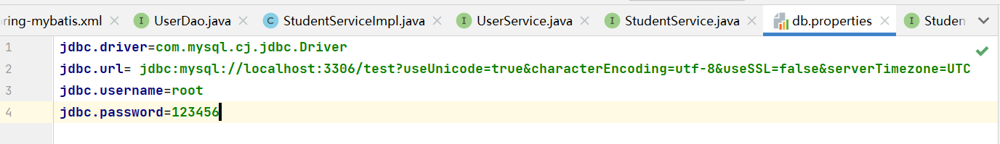 ring-mybatis.xml UserDao.java StudentServiceImpl.java UserService.java StudentService.java db.properties Studen
1 jdbc.driver=com.mysql.cj.jdbc.Driver
2 jdbc.url= jdbc:mysql://localhost:3306/test?useUnicode=true&characterEncoding=utf-8&useSSL=false&serverTimezone=UTC
3 jdbc.username=root
4 jdbc.password=123456